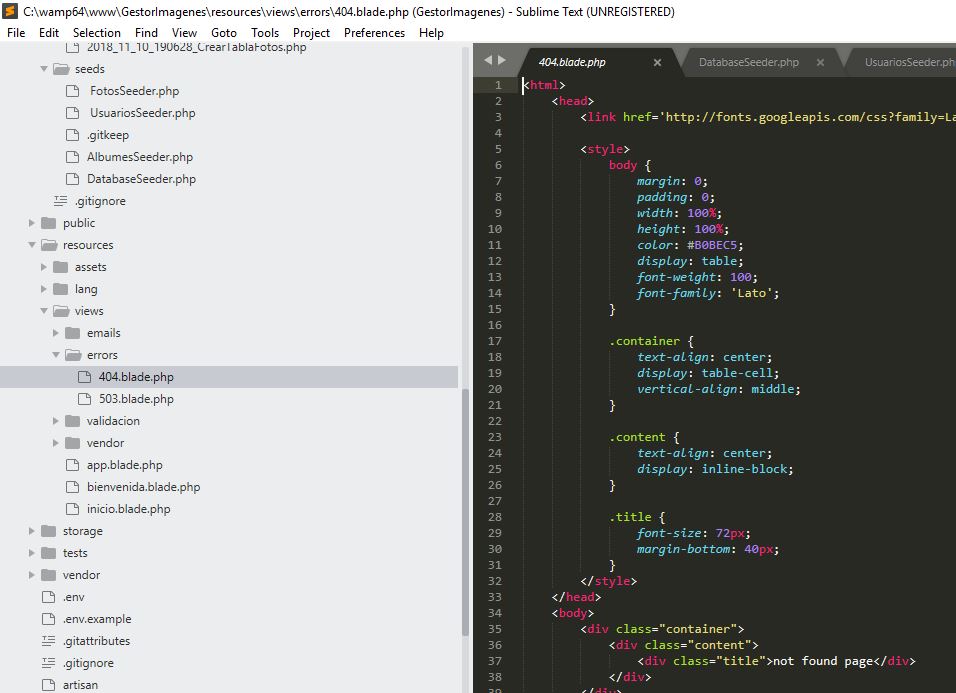 C:\wamp64\www\GestorImagenes\resources\views\errors\404.blade.php (GestorImagenes) - Sublime Text (UNREGISTERED)
File Edit Selection Find View Goto Tools Project Preferences Help
2018_11_10_190628_CrearTablaFotos.php
seeds
FotosSeeder.php
UsuariosSeeder.php
.gitkeep
AlbumesSeeder.php
DatabaseSeeder.php
.gitignore
public
resources
assets
lang
views
emails
errors
404.blade.php
503.blade.php
validacion
vendor
app.blade.php
bienvenida.blade.php
inicio.blade.php
storage
tests
vendor
.env
.env.example
.gitattributes
.gitignore
artisan
404.blade.php × DatabaseSeeder.php × UsuariosSeeder.ph
1 <html>
2 <head>
3 <link href='http://fonts.googleapis.com/css?family=La
4
5 <style>
6 body {
7 margin: 0;
8 padding: 0;
9 width: 100%;
10 height: 100%;
11 color: #B0BEC5;
12 display: table;
13 font-weight: 100;
14 font-family: 'Lato';
15 }
16
17 .container {
18 text-align: center;
19 display: table-cell;
20 vertical-align: middle;
21 }
22
23 .content {
24 text-align: center;
25 display: inline-block;
26 }
27
28 .title {
29 font-size: 72px;
30 margin-bottom: 40px;
31 }
32 </style>
33 </head>
34 <body>
35 <div class="container">
36 <div class="content">
37 <div class="title">not found page</div>
38 </div>
39 </div>